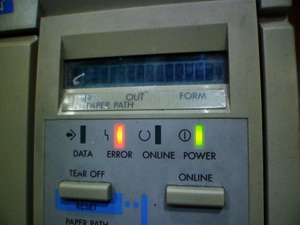 OUT FORM
PAPER PATH
DATA ERROR ONLINE POWER
TEAR OFF ONLINE
RESET
PAPER PATH